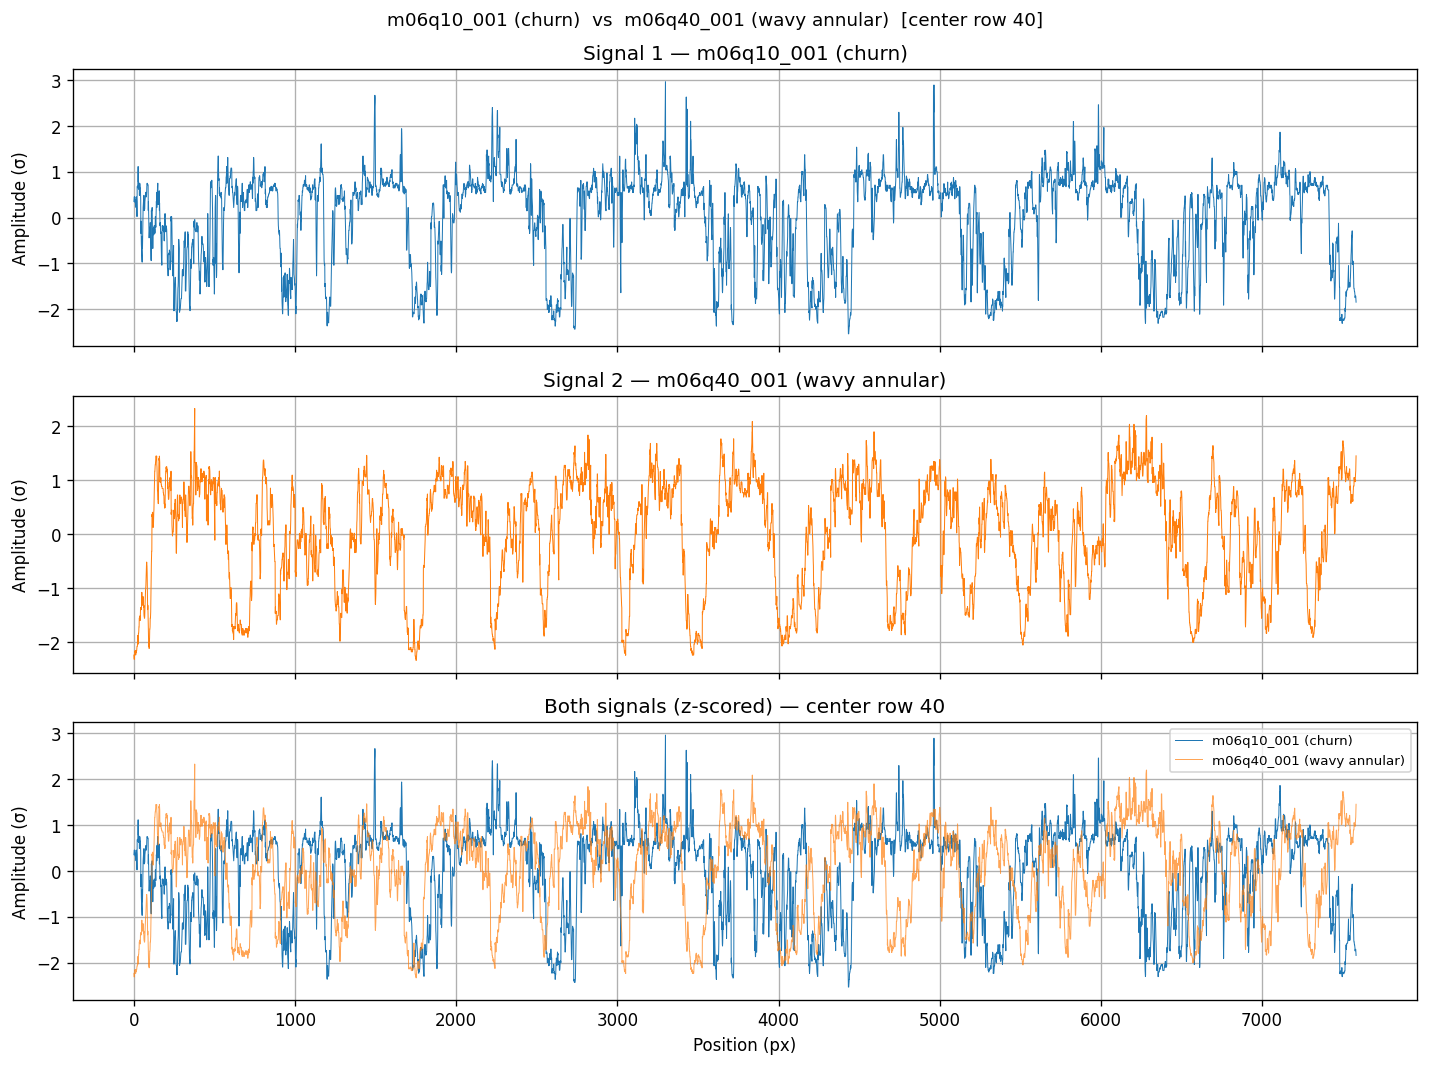 m06q10_001 (churn)  vs  m06q40_001 (wavy annular)  [center row 40]
Signal 1 — m06q10_001 (churn)
Amplitude (σ)
3
2
1
0
−1
−2
Signal 2 — m06q40_001 (wavy annular)
Amplitude (σ)
2
1
0
−1
−2
Both signals (z-scored) — center row 40
Amplitude (σ)
3
2
1
0
−1
−2
m06q10_001 (churn)
m06q40_001 (wavy annular)
0 1000 2000 3000 4000 5000 6000 7000
Position (px)